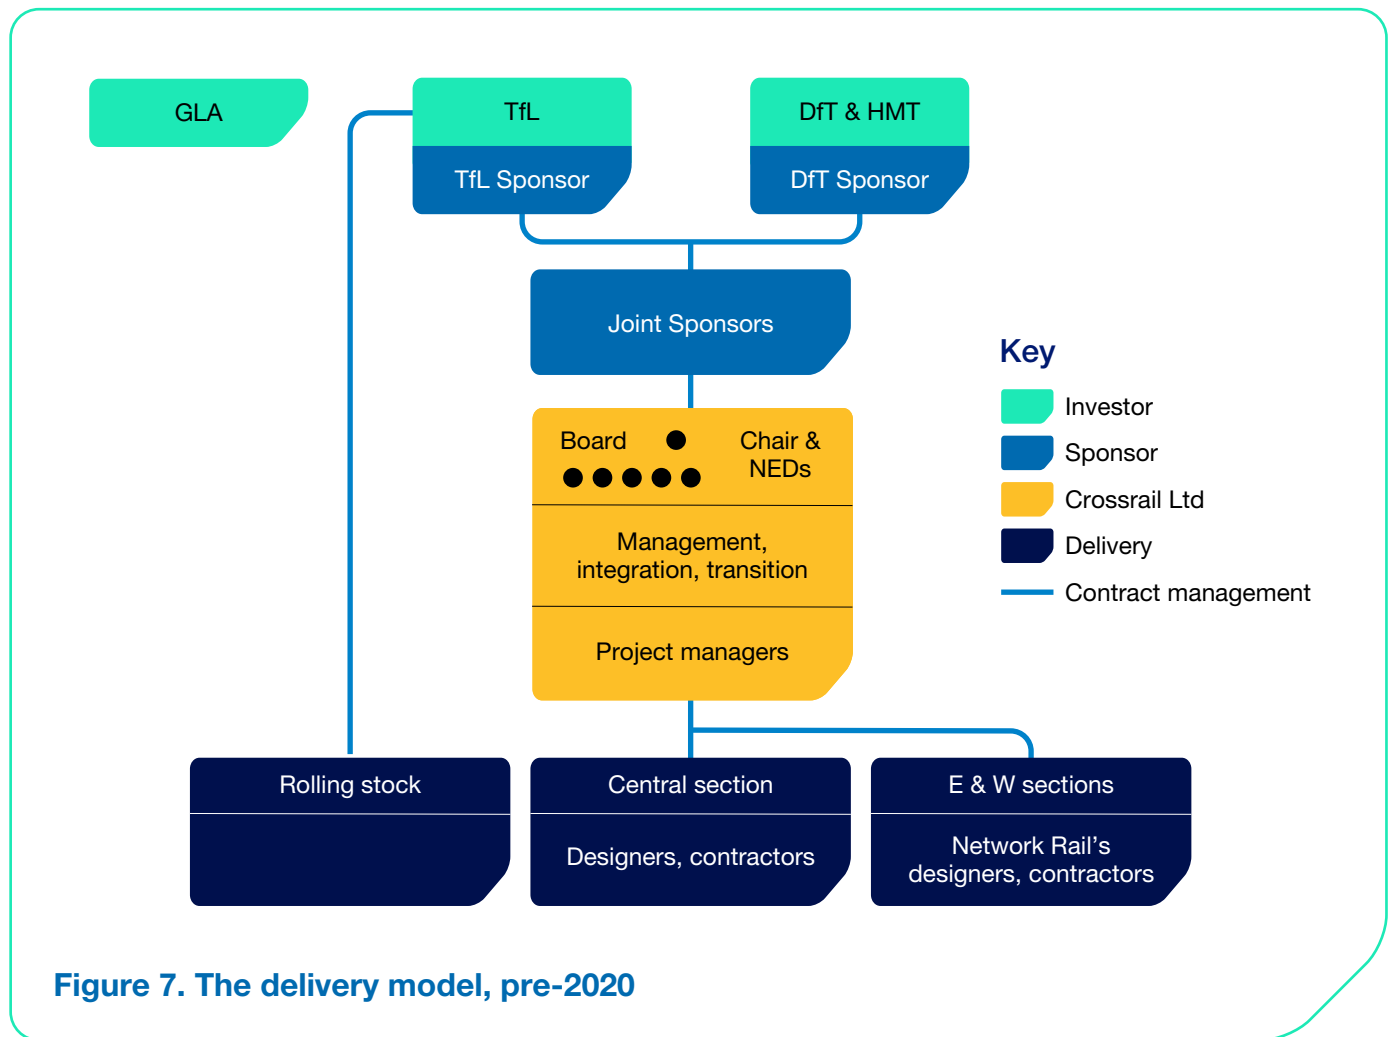 GLA
TfL
DfT & HMT
TfL Sponsor
DfT Sponsor
Joint Sponsors
Board
Chair &
NEDs
Management,
integration, transition
Project managers
Key
Investor
Sponsor
Crossrail Ltd
Delivery
Contract management
Rolling stock
Central section
Designers, contractors
E & W sections
Network Rail’s
designers, contractors
Figure 7. The delivery model, pre-2020